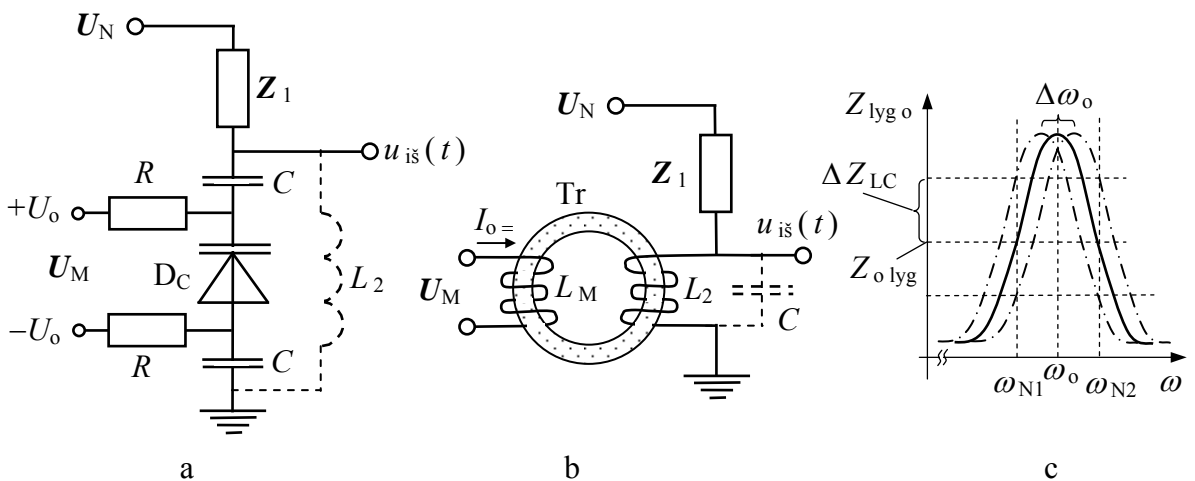 U_N
Z_1
u_iš(t)
R
C
+U_o
U_M
D_C
L_2
−U_o
R
C
a
U_N
Z_1
Tr
I_o=
u_iš(t)
U_M
L_M
L_2
C
b
Z_lyg o
Δω_o
ΔZ_LC
Z_o lyg
ω_N1
ω_o
ω_N2
ω
c